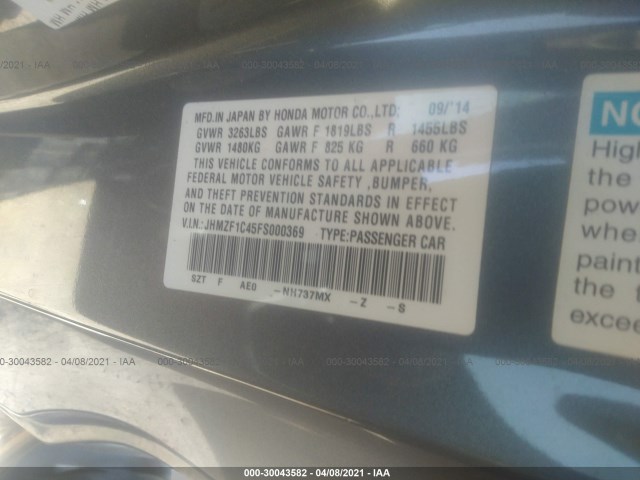 MFD.IN JAPAN BY HONDA MOTOR CO.,LTD. 09/'14
GVWR 3263LBS GAWR F 1819LBS R 1455LBS
GVWR 1480KG GAWR F 825 KG R 660 KG
THIS VEHICLE CONFORMS TO ALL APPLICABLE
FEDERAL MOTOR VEHICLE SAFETY ,BUMPER,
AND THEFT PREVENTION STANDARDS IN EFFECT
ON THE DATE OF MANUFACTURE SHOWN ABOVE.
V.I.N.:JHMZF1C45FS000369 TYPE:PASSENGER CAR
SZT F AE0 -NH737MX -Z -S
NO
High
the
pow
whe
paint
the f
excee
000-30043582 - 04/08/2021 - IAA
000-30043582 - 04/08/2021 - IAA
000-30043582 - 04/08/2021 - IAA
000-30043582 - 04/08/2021 - IAA
04/08/2021 - IAA
000-30043582